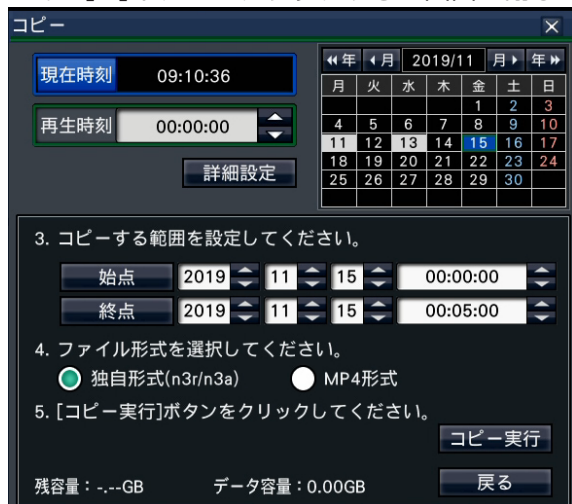 コピー
現在時刻 09:10:36
再生時刻 00:00:00
詳細設定
年 月 2019/11 月 年
月 火 水 木 金 土 日
1 2 3
4 5 6 7 8 9 10
11 12 13 14 15 16 17
18 19 20 21 22 23 24
25 26 27 28 29 30
3. コピーする範囲を設定してください。
始点 2019 11 15 00:00:00
終点 2019 11 15 00:05:00
4. ファイル形式を選択してください。
独自形式(n3r/n3a) MP4形式
5. [コピー実行]ボタンをクリックしてください。
コピー実行
残容量：-.--GB データ容量：0.00GB 戻る